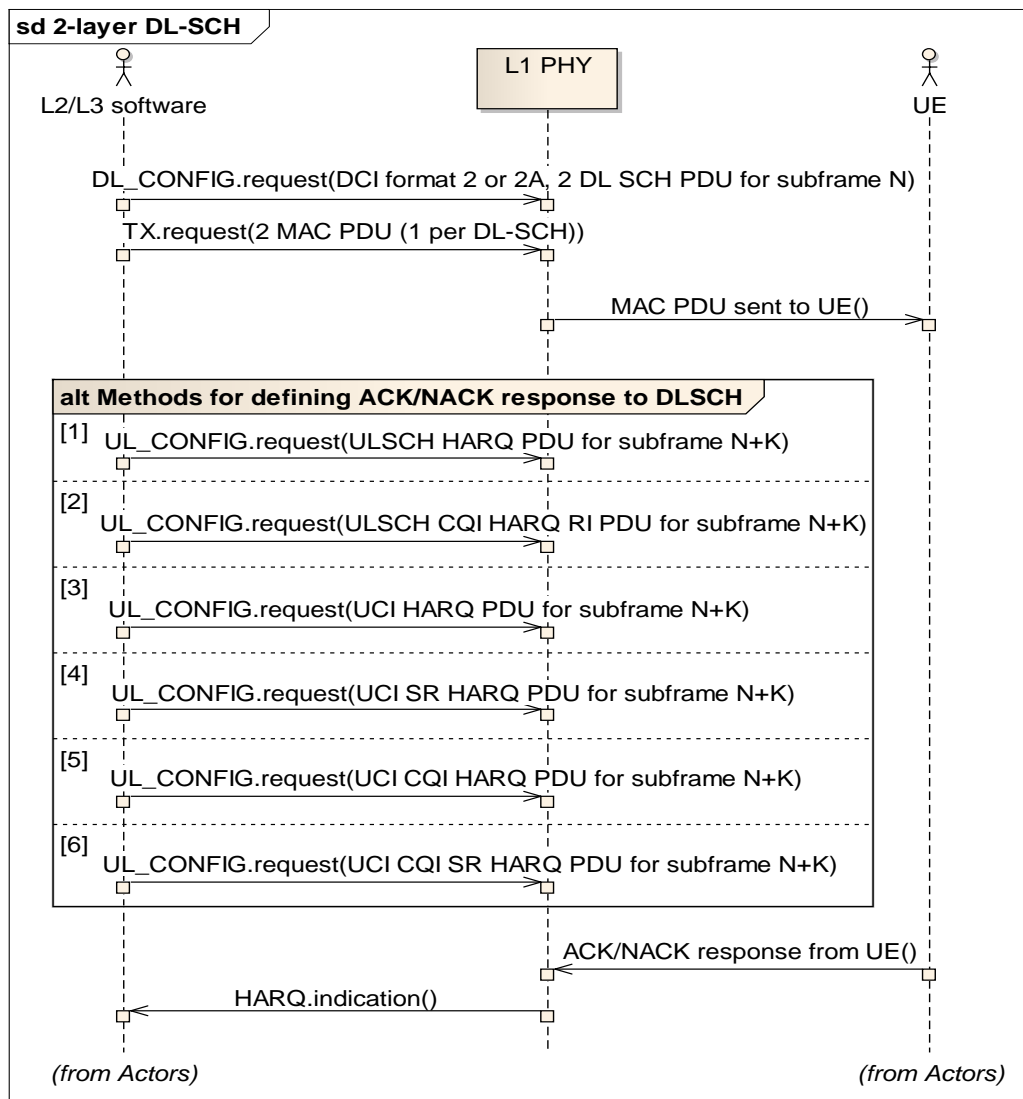 sd 2-layer DL-SCH
L2/L3 software
L1 PHY
UE
DL_CONFIG.request(DCI format 2 or 2A, 2 DL SCH PDU for subframe N)
TX.request(2 MAC PDU (1 per DL-SCH))
MAC PDU sent to UE()
alt Methods for defining ACK/NACK response to DLSCH
[1] UL_CONFIG.request(ULSCH HARQ PDU for subframe N+K)
[2] UL_CONFIG.request(ULSCH CQI HARQ RI PDU for subframe N+K)
[3] UL_CONFIG.request(UCI HARQ PDU for subframe N+K)
[4] UL_CONFIG.request(UCI SR HARQ PDU for subframe N+K)
[5] UL_CONFIG.request(UCI CQI HARQ PDU for subframe N+K)
[6] UL_CONFIG.request(UCI CQI SR HARQ PDU for subframe N+K)
ACK/NACK response from UE()
HARQ.indication()
(from Actors)
(from Actors)